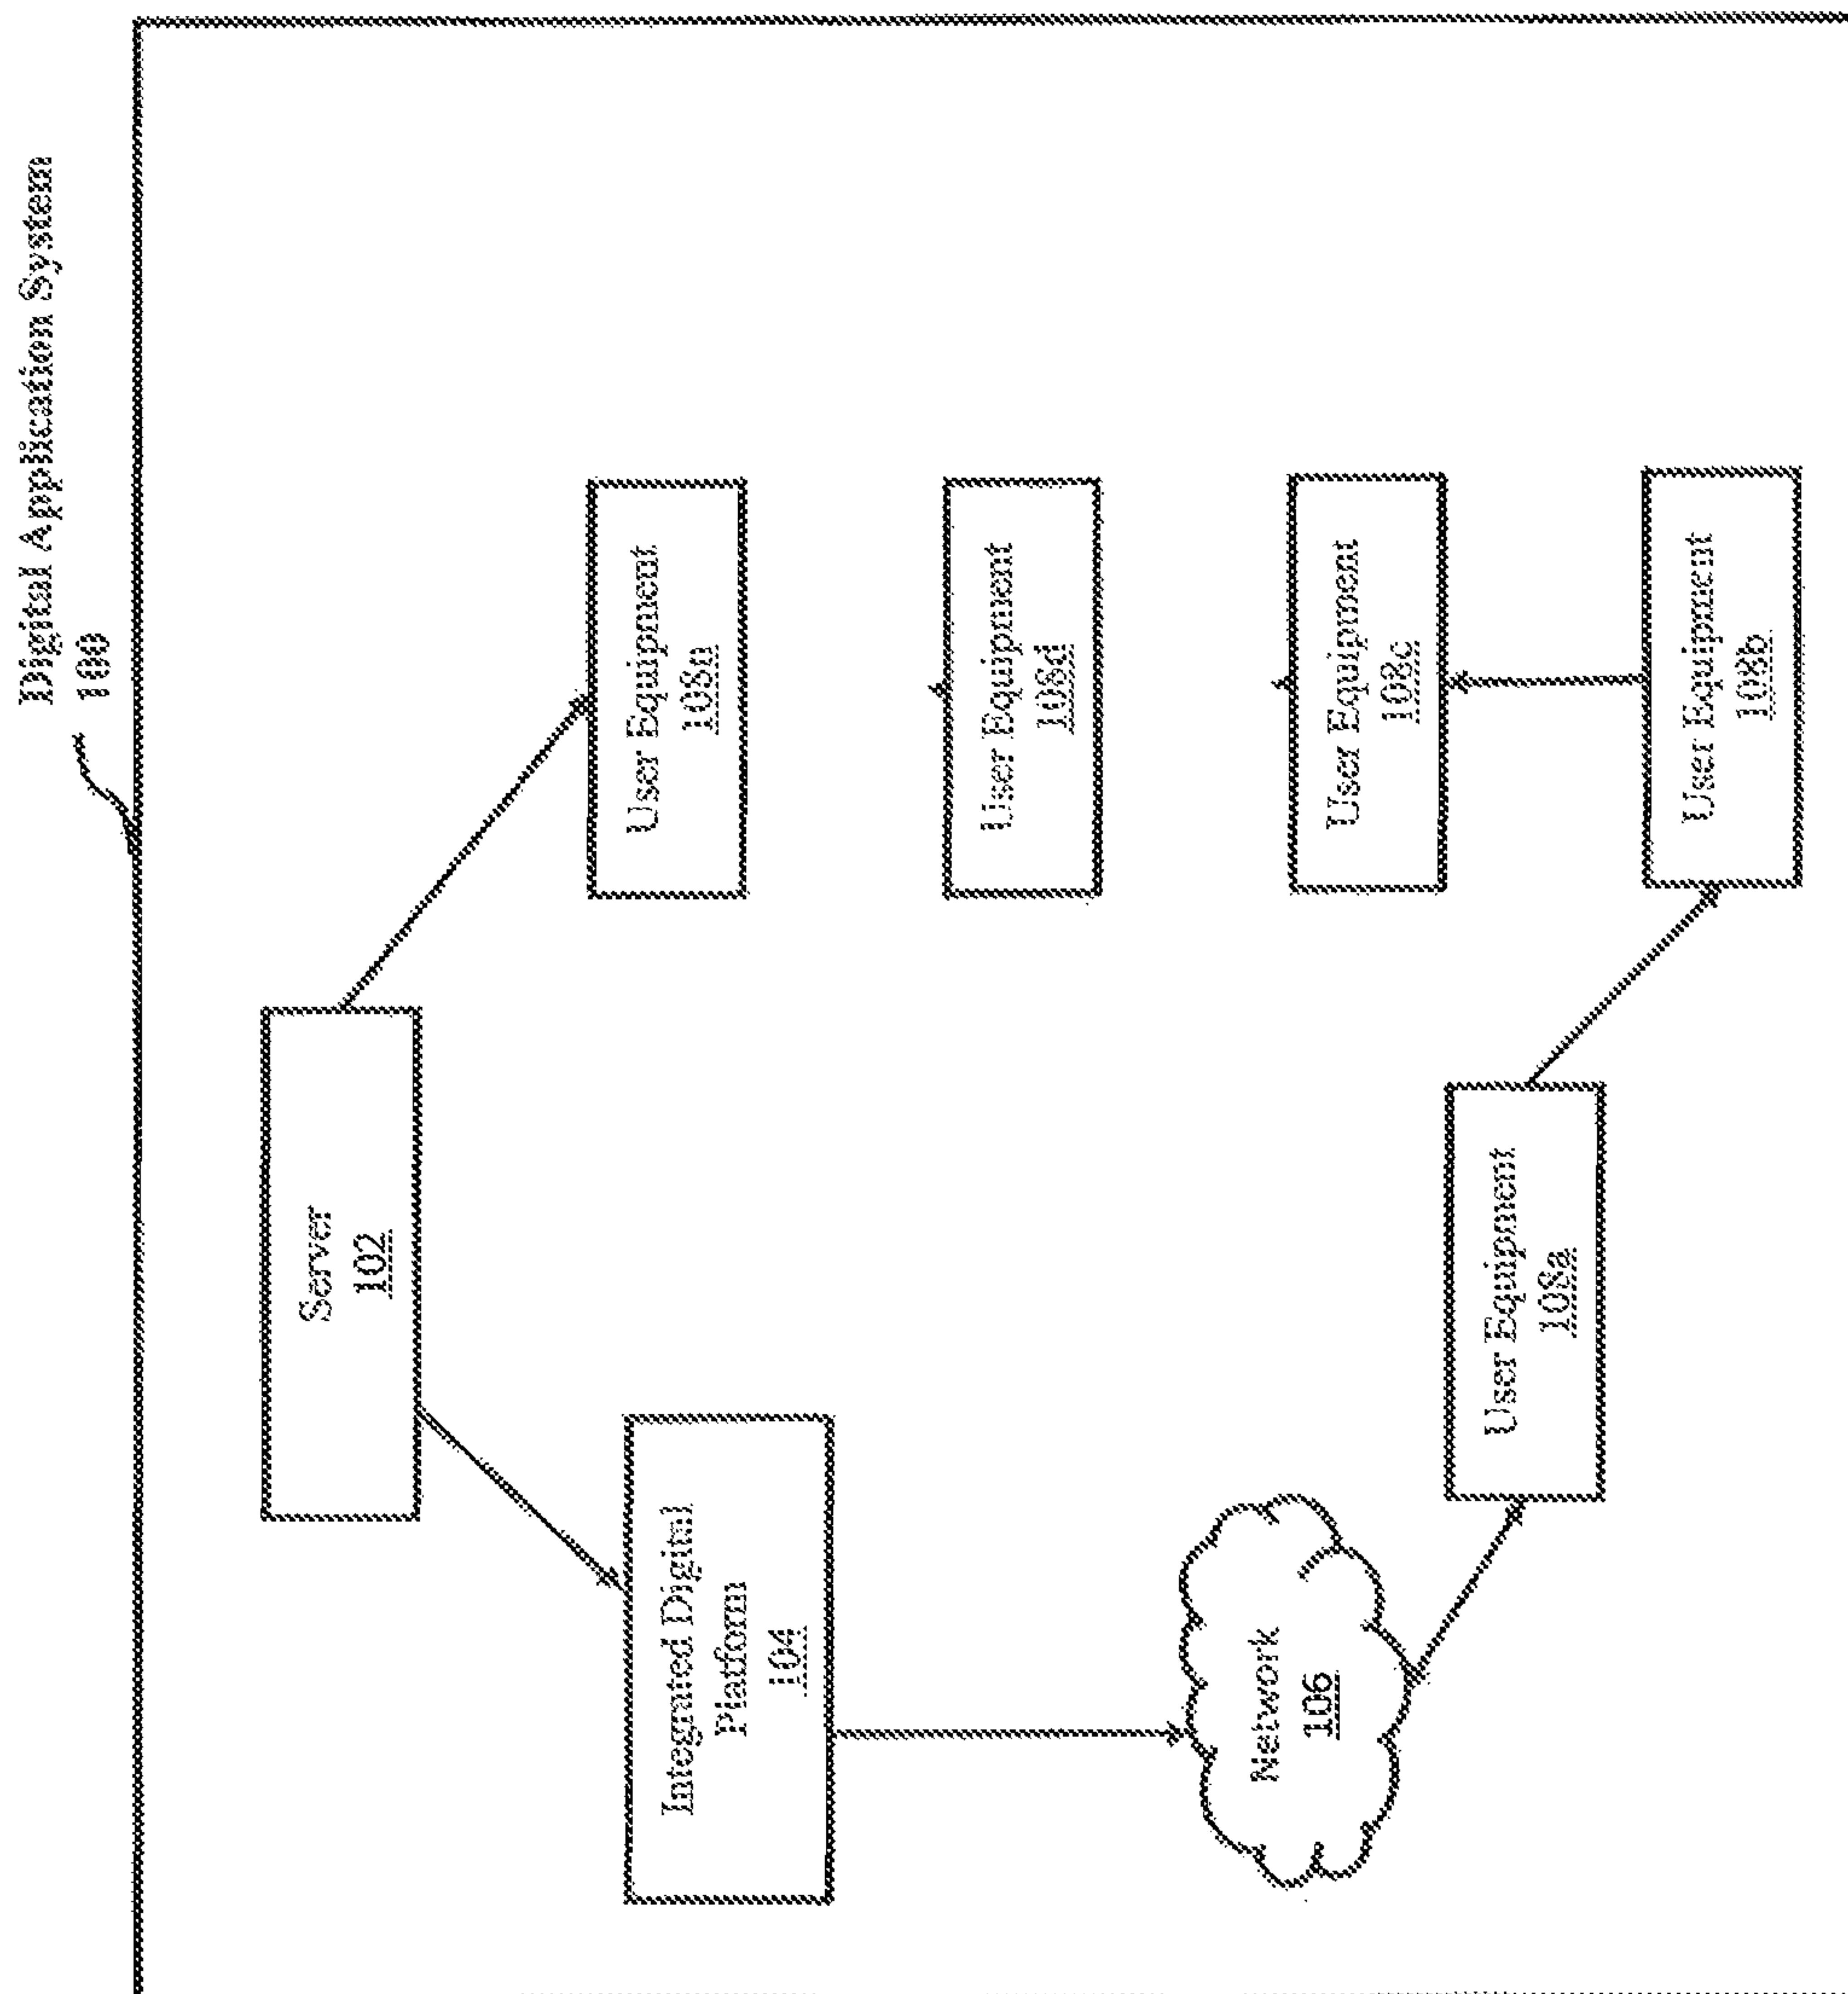 Digital Application System
100
Server
102
Integrated Digital
Platform
104
User Equipment
108n
User Equipment
108d
Network
106
User Equipment
108c
User Equipment
108a
User Equipment
108b